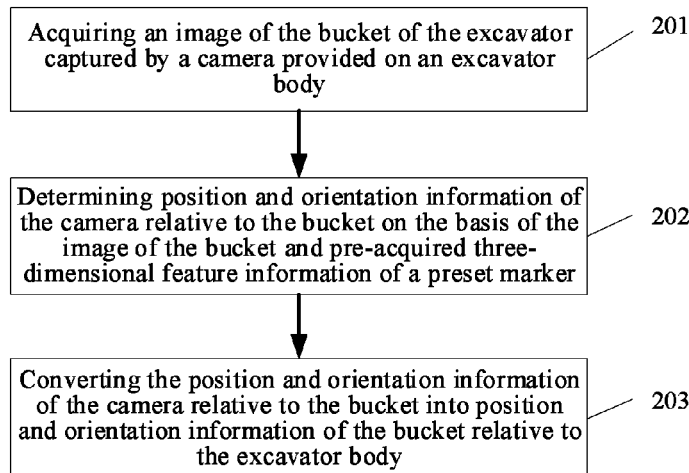 Acquiring an image of the bucket of the excavator
captured by a camera provided on an excavator
body
201
Determining position and orientation information of
the camera relative to the bucket on the basis of the
image of the bucket and pre-acquired three-
dimensional feature information of a preset marker
202
Converting the position and orientation information
of the camera relative to the bucket into position
and orientation information of the bucket relative to
the excavator body
203